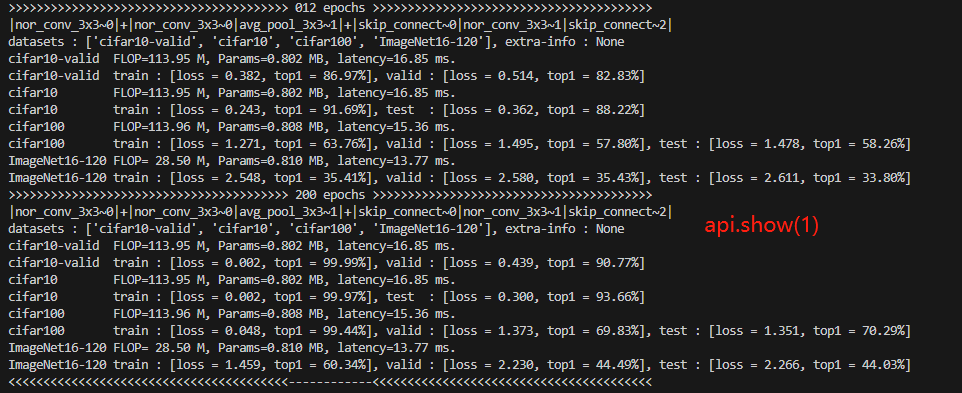 >>>>>>>>>>>>>>>>>>>>>>>>>>>>>>>>>>>>>>>> 012 epochs >>>>>>>>>>>>>>>>>>>>>>>>>>>>>>>>>>>>>>>>
|nor_conv_3x3~0|+|nor_conv_3x3~0|avg_pool_3x3~1|+|skip_connect~0|nor_conv_3x3~1|skip_connect~2|
datasets : ['cifar10-valid', 'cifar10', 'cifar100', 'ImageNet16-120'], extra-info : None
cifar10-valid  FLOP=113.95 M, Params=0.802 MB, latency=16.85 ms.
cifar10-valid  train : [loss = 0.382, top1 = 86.97%], valid : [loss = 0.514, top1 = 82.83%]
cifar10        FLOP=113.95 M, Params=0.802 MB, latency=16.85 ms.
cifar10        train : [loss = 0.243, top1 = 91.69%], test  : [loss = 0.362, top1 = 88.22%]
cifar100       FLOP=113.96 M, Params=0.808 MB, latency=15.36 ms.
cifar100       train : [loss = 1.271, top1 = 63.76%], valid : [loss = 1.495, top1 = 57.80%], test : [loss = 1.478, top1 = 58.26%]
ImageNet16-120 FLOP= 28.50 M, Params=0.810 MB, latency=13.77 ms.
ImageNet16-120 train : [loss = 2.548, top1 = 35.41%], valid : [loss = 2.580, top1 = 35.43%], test : [loss = 2.611, top1 = 33.80%]
>>>>>>>>>>>>>>>>>>>>>>>>>>>>>>>>>>>>>>>> 200 epochs >>>>>>>>>>>>>>>>>>>>>>>>>>>>>>>>>>>>>>>>
|nor_conv_3x3~0|+|nor_conv_3x3~0|avg_pool_3x3~1|+|skip_connect~0|nor_conv_3x3~1|skip_connect~2|
datasets : ['cifar10-valid', 'cifar10', 'cifar100', 'ImageNet16-120'], extra-info : None
api.show(1)
cifar10-valid  FLOP=113.95 M, Params=0.802 MB, latency=16.85 ms.
cifar10-valid  train : [loss = 0.002, top1 = 99.99%], valid : [loss = 0.439, top1 = 90.77%]
cifar10        FLOP=113.95 M, Params=0.802 MB, latency=16.85 ms.
cifar10        train : [loss = 0.002, top1 = 99.97%], test  : [loss = 0.300, top1 = 93.66%]
cifar100       FLOP=113.96 M, Params=0.808 MB, latency=15.36 ms.
cifar100       train : [loss = 0.048, top1 = 99.44%], valid : [loss = 1.373, top1 = 69.83%], test : [loss = 1.351, top1 = 70.29%]
ImageNet16-120 FLOP= 28.50 M, Params=0.810 MB, latency=13.77 ms.
ImageNet16-120 train : [loss = 1.459, top1 = 60.34%], valid : [loss = 2.230, top1 = 44.49%], test : [loss = 2.266, top1 = 44.03%]
<<<<<<<<<<<<<<<<<<<<<<<<<<<<<<<<<<<<<<<<------------<<<<<<<<<<<<<<<<<<<<<<<<<<<<<<<<<<<<<<<<